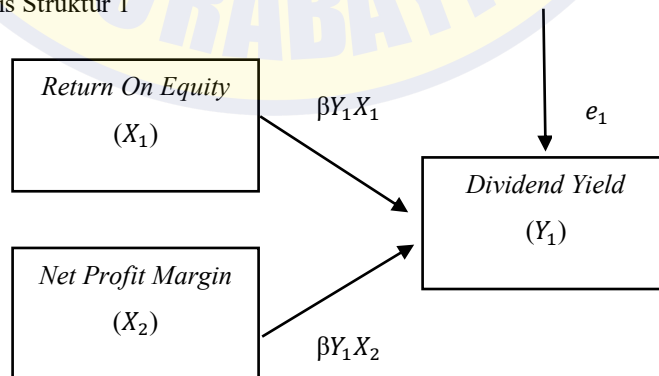 is Struktur 1
Return On Equity
(X₁)
βY₁X₁
e₁
Dividend Yield
(Y₁)
Net Profit Margin
(X₂)
βY₁X₂